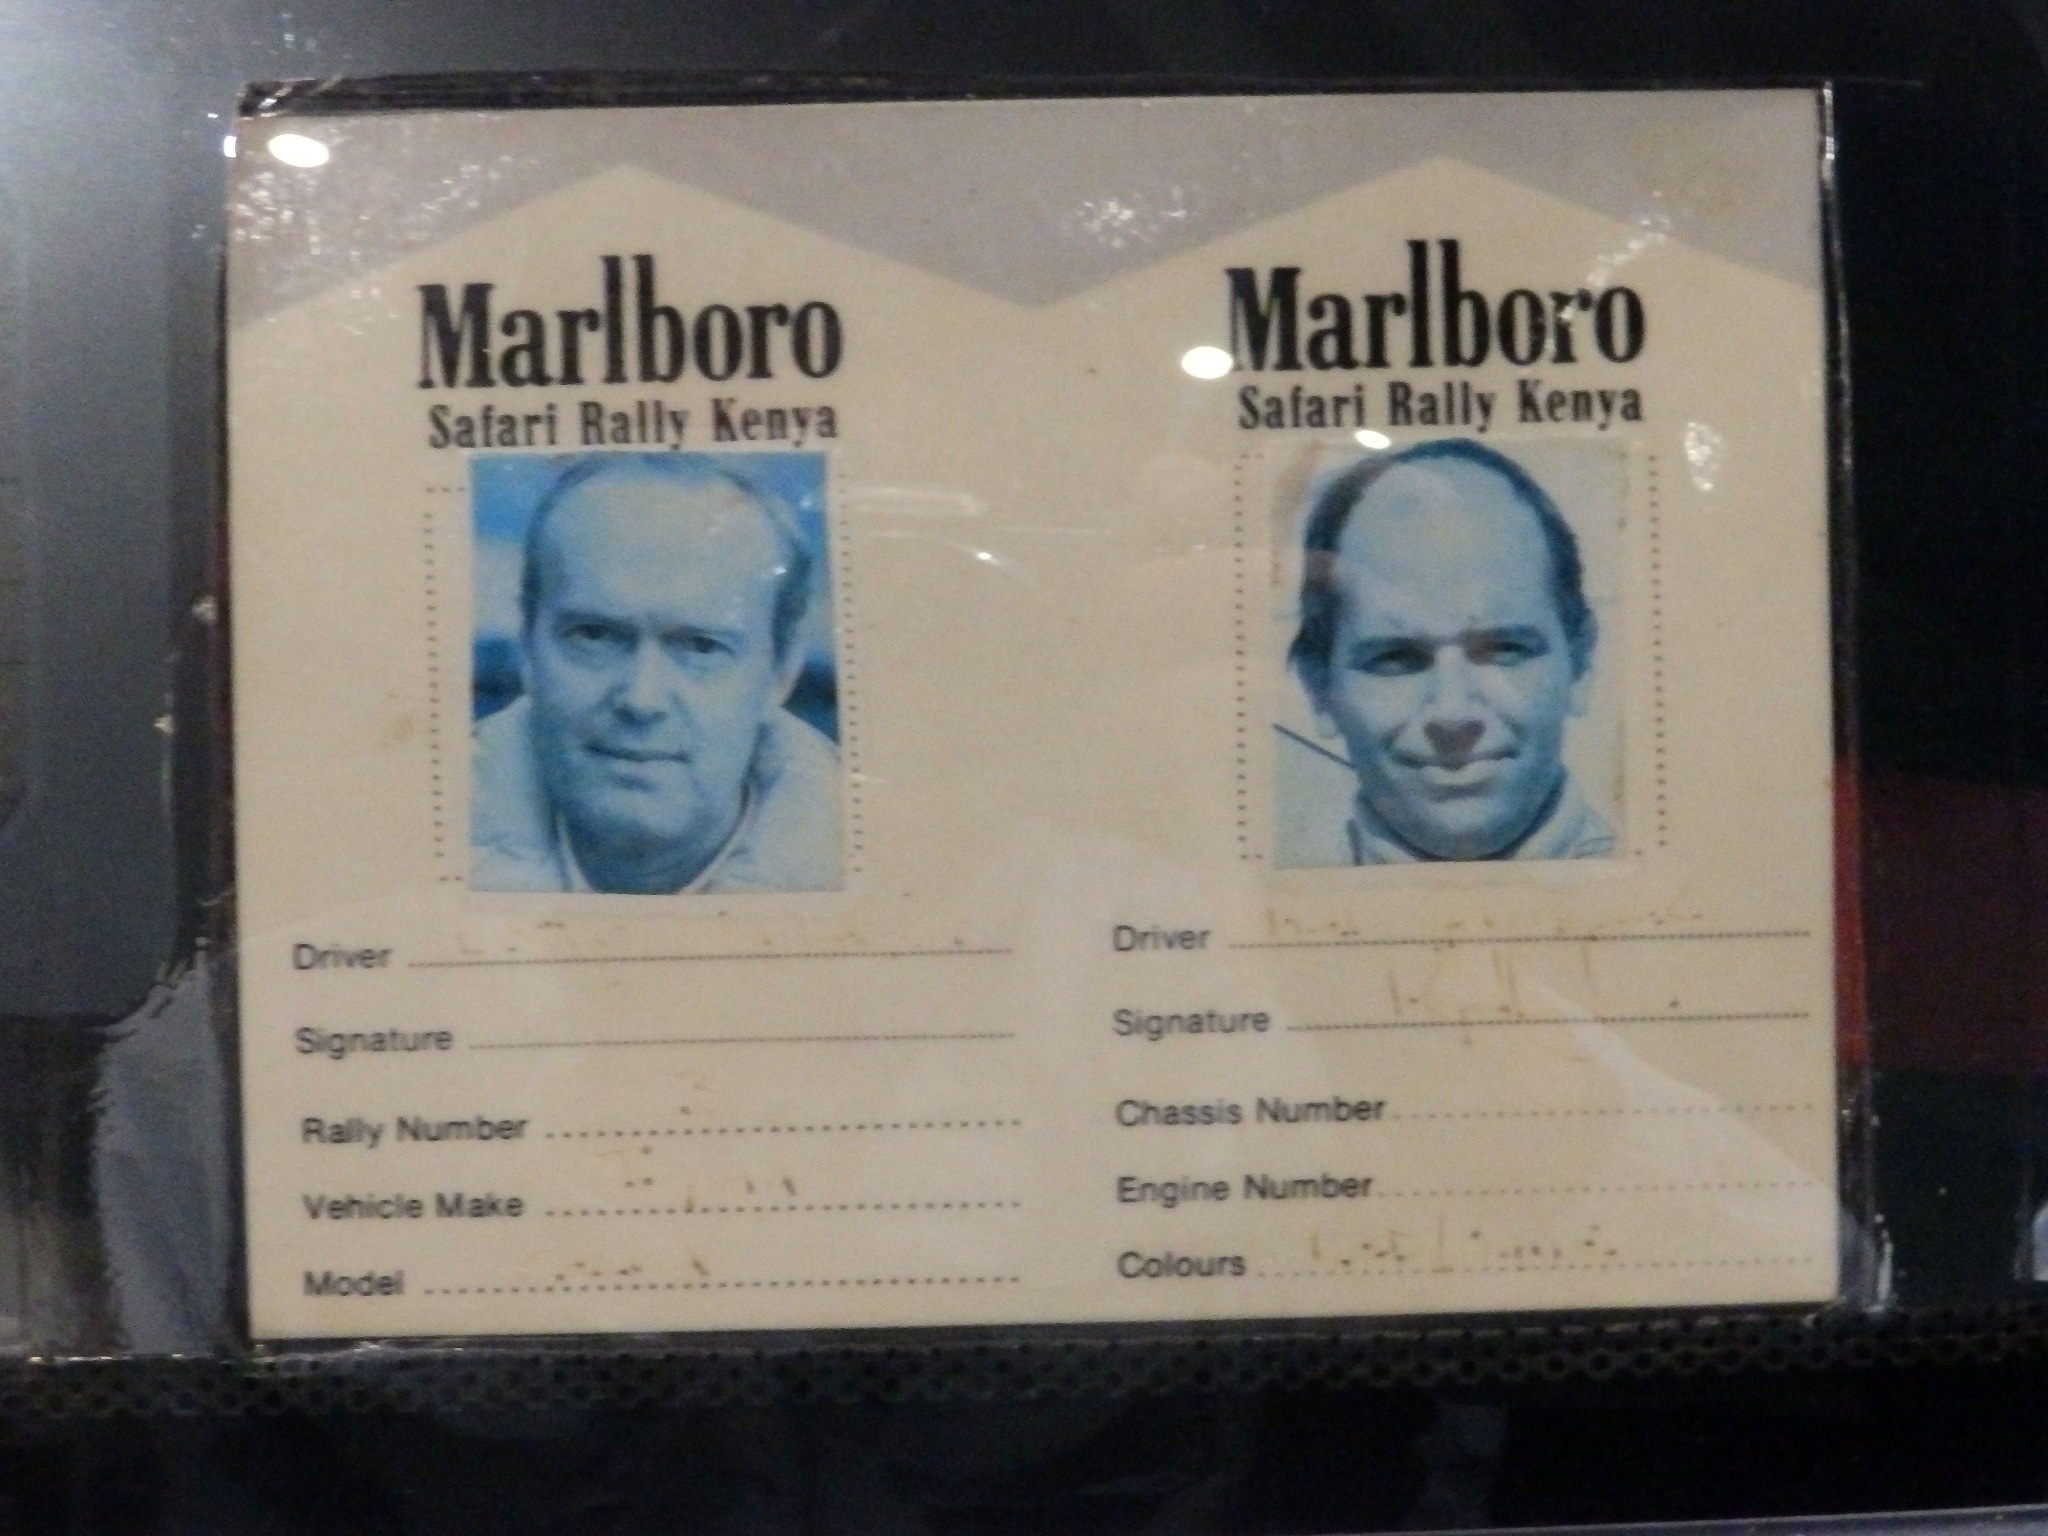 Marlboro
Safari Rally Kenya
Driver
Signature
Rally Number
Vehicle Make
Model
Marlboro
Safari Rally Kenya
Driver
Signature
Chassis Number
Engine Number
Colours